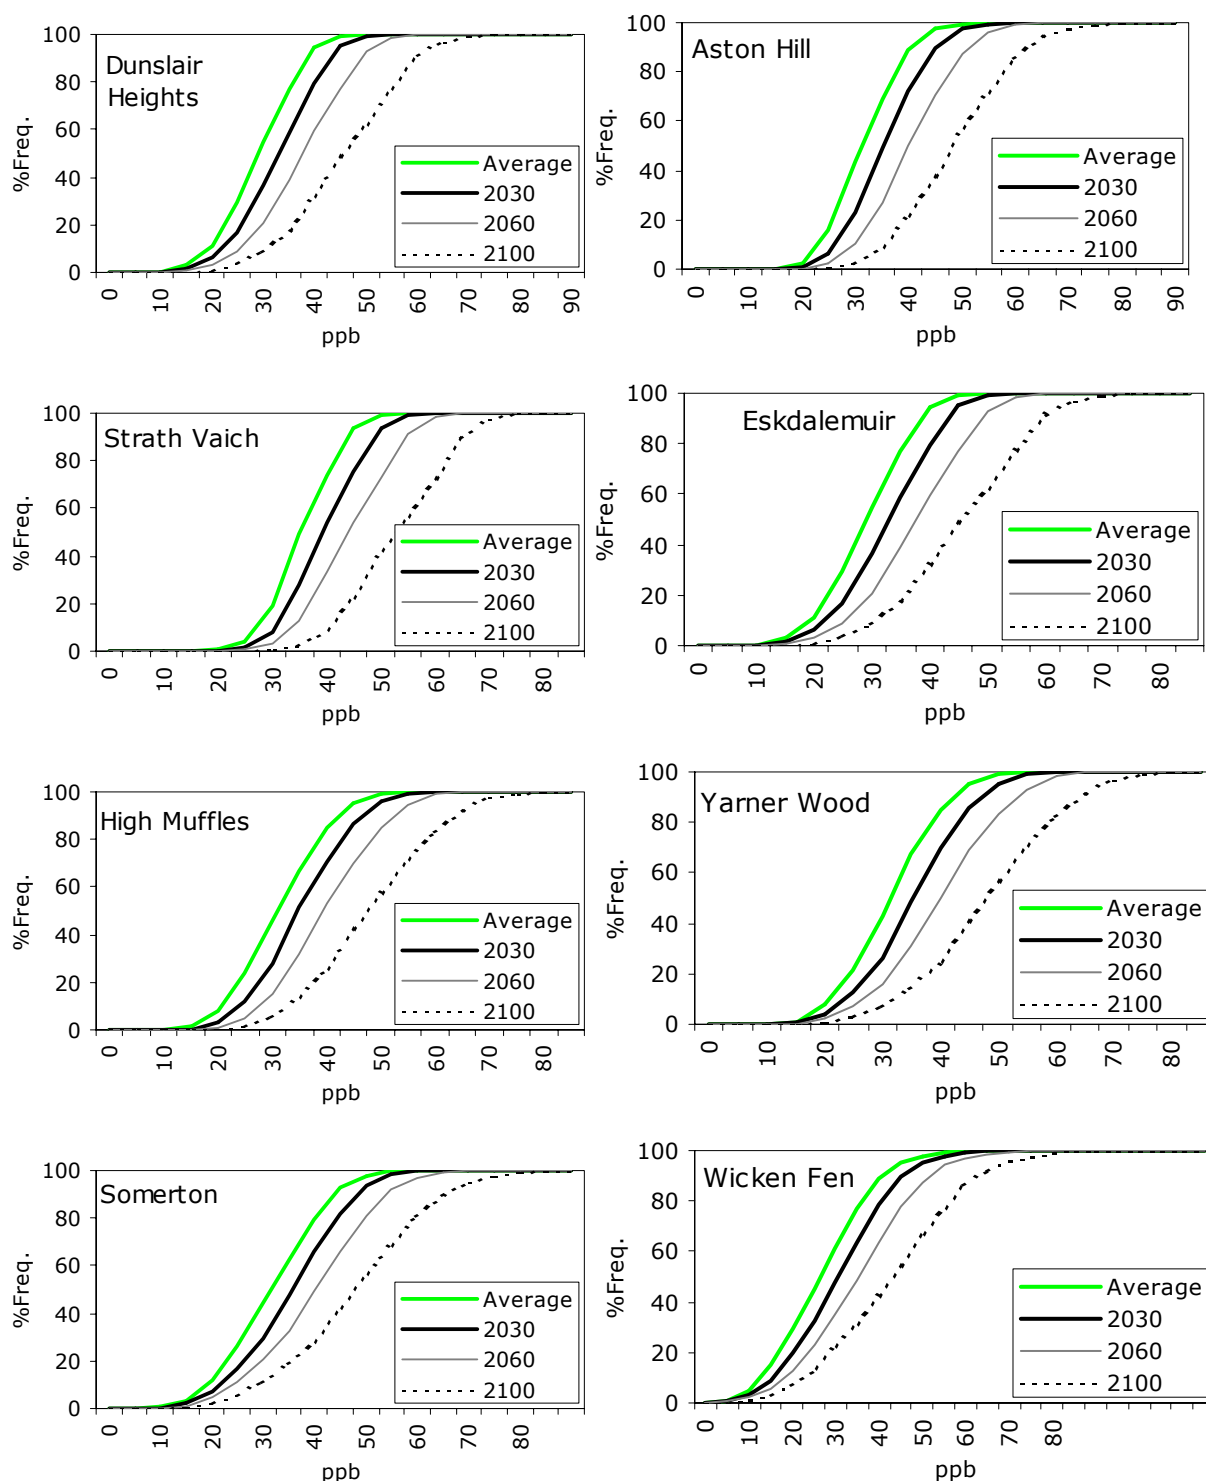 Dunslair
Heights
%Freq.
100
80
60
40
20
0
Average
2030
2060
2100
0 10 20 30 40 50 60 70 80 90
ppb
Aston Hill
%Freq.
100
80
60
40
20
0
Average
2030
2060
2100
0 10 20 30 40 50 60 70 80 90
ppb
Strath Vaich
%Freq.
100
80
60
40
20
0
Average
2030
2060
2100
0 10 20 30 40 50 60 70 80
ppb
Eskdalemuir
%Freq.
100
80
60
40
20
0
Average
2030
2060
2100
0 10 20 30 40 50 60 70 80
ppb
High Muffles
%Freq.
100
80
60
40
20
0
Average
2030
2060
2100
0 10 20 30 40 50 60 70 80
ppb
Yarner Wood
%Freq.
100
80
60
40
20
0
Average
2030
2060
2100
0 10 20 30 40 50 60 70 80
ppb
Somerton
%Freq.
100
80
60
40
20
0
Average
2030
2060
2100
0 10 20 30 40 50 60 70 80
ppb
Wicken Fen
%Freq.
100
80
60
40
20
0
Average
2030
2060
2100
0 10 20 30 40 50 60 70 80
ppb